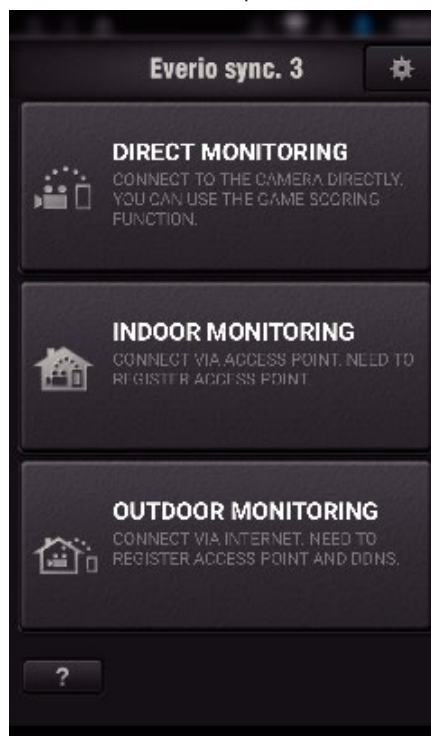 Everio sync. 3
DIRECT MONITORING
CONNECT TO THE CAMERA DIRECTLY.
YOU CAN USE THE GAME SCORING
FUNCTION.
INDOOR MONITORING
CONNECT VIA ACCESS POINT. NEED TO
REGISTER ACCESS POINT.
OUTDOOR MONITORING
CONNECT VIA INTERNET. NEED TO
REGISTER ACCESS POINT AND DDNS.
?